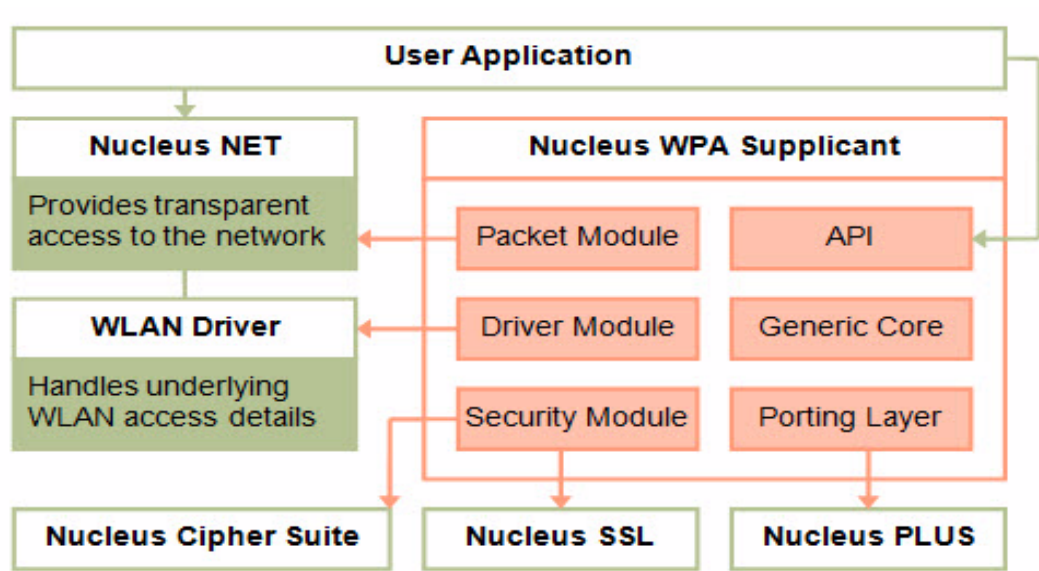 User Application
Nucleus NET
Provides transparent
access to the network
WLAN Driver
Handles underlying
WLAN access details
Nucleus WPA Supplicant
Packet Module
API
Driver Module
Generic Core
Security Module
Porting Layer
Nucleus Cipher Suite
Nucleus SSL
Nucleus PLUS